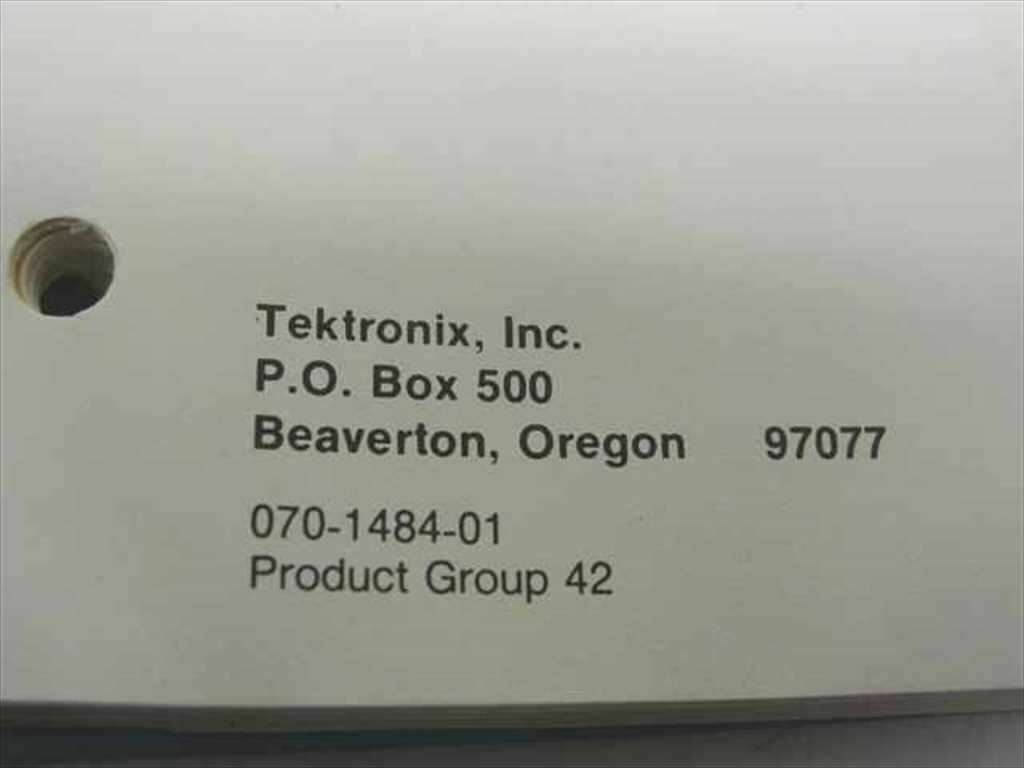 Tektronix, Inc.
P.O. Box 500
Beaverton, Oregon 97077
070-1484-01
Product Group 42